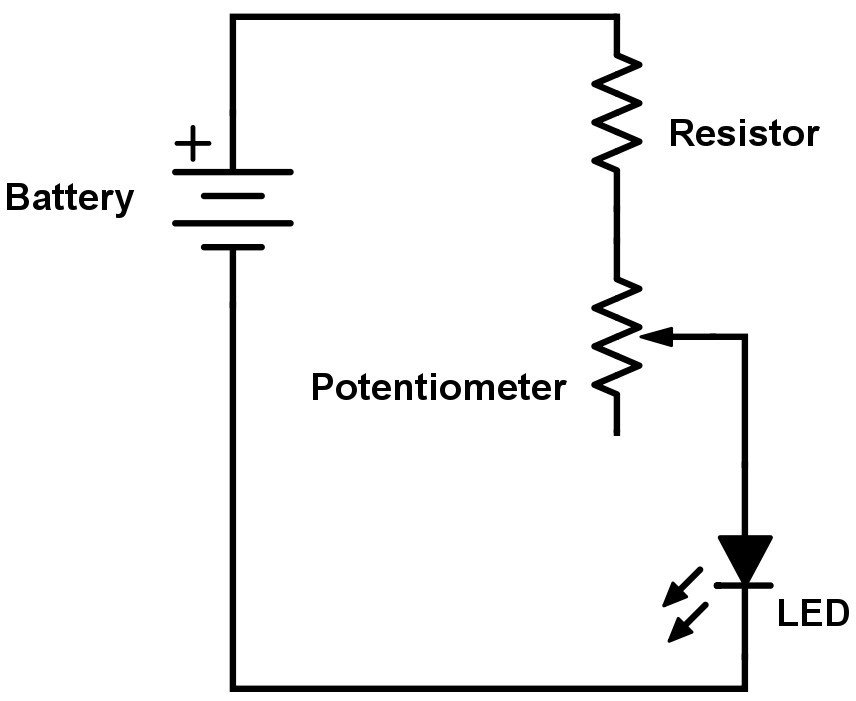 +
Resistor
Battery
Potentiometer
LED